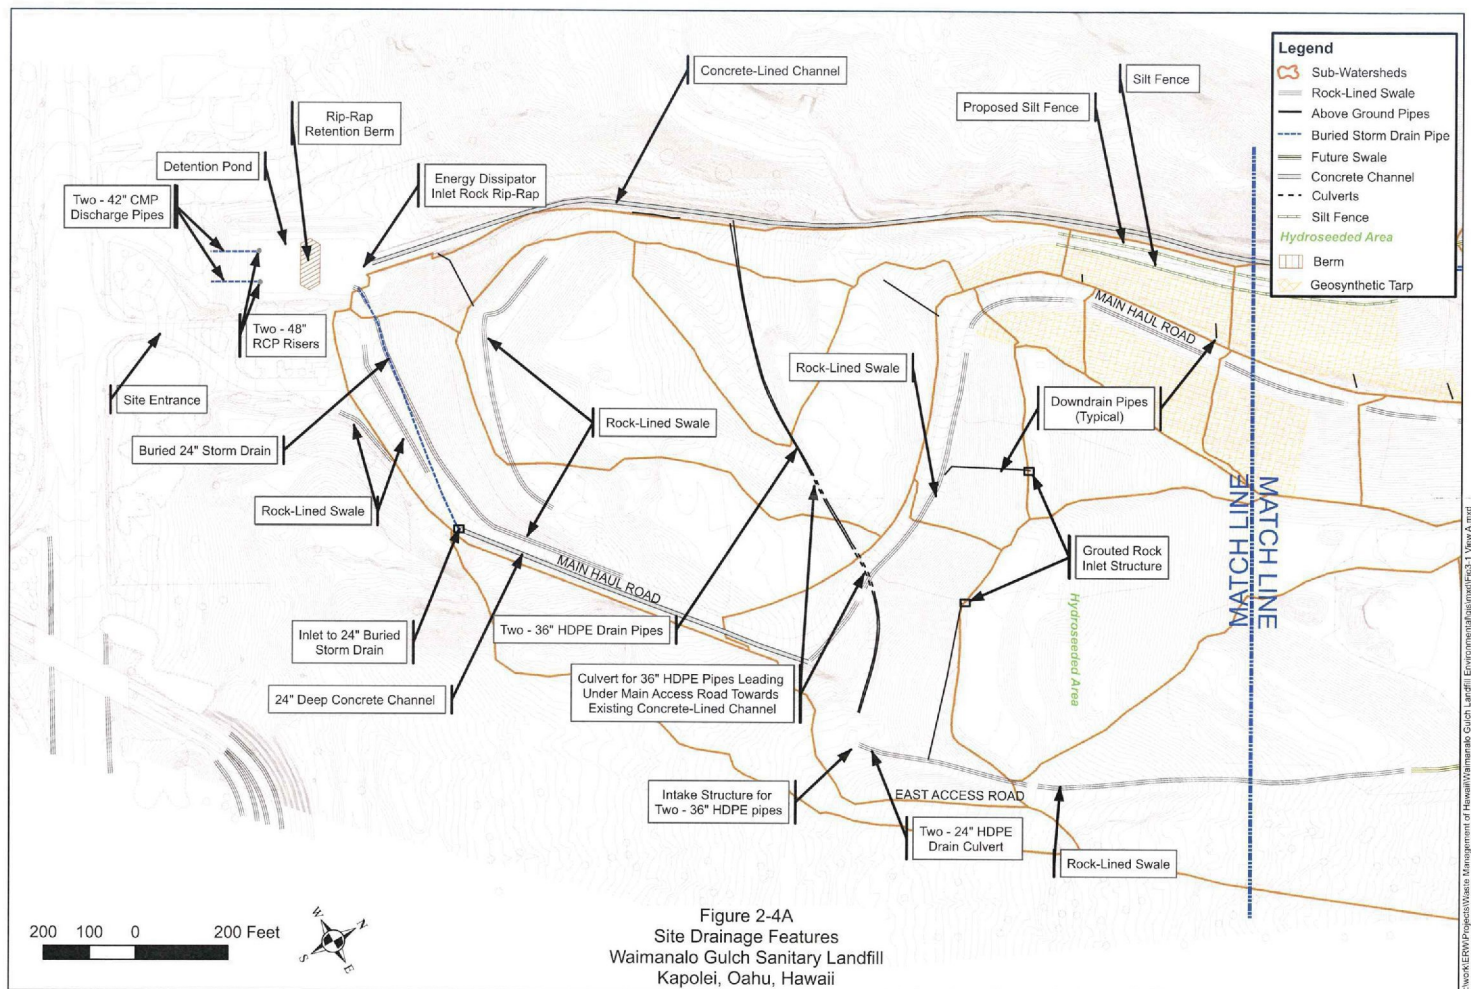 Concrete-Lined Channel
Silt Fence
Proposed Silt Fence
Rip-Rap
Retention Berm
Detention Pond
Energy Dissipator
Inlet Rock Rip-Rap
Two - 42" CMP
Discharge Pipes
Two - 48"
RCP Risers
Site Entrance
Buried 24" Storm Drain
Rock-Lined Swale
Rock-Lined Swale
Rock-Lined Swale
MAIN HAUL ROAD
Downdrain Pipes
(Typical)
MAIN HAUL ROAD
Grouted Rock
Inlet Structure
Hydroseeded Area
MATCH LINE
MATCH LINE
Inlet to 24" Buried
Storm Drain
Two - 36" HDPE Drain Pipes
24" Deep Concrete Channel
Culvert for 36" HDPE Pipes Leading
Under Main Access Road Towards
Existing Concrete-Lined Channel
Intake Structure for
Two - 36" HDPE pipes
EAST ACCESS ROAD
Two - 24" HDPE
Drain Culvert
Rock-Lined Swale
Legend
Sub-Watersheds
Rock-Lined Swale
Above Ground Pipes
Buried Storm Drain Pipe
Future Swale
Concrete Channel
Culverts
Silt Fence
Hydroseeded Area
Berm
Geosynthetic Tarp
200 100 0 200 Feet
W N
S E
Figure 2-4A
Site Drainage Features
Waimanalo Gulch Sanitary Landfill
Kapolei, Oahu, Hawaii